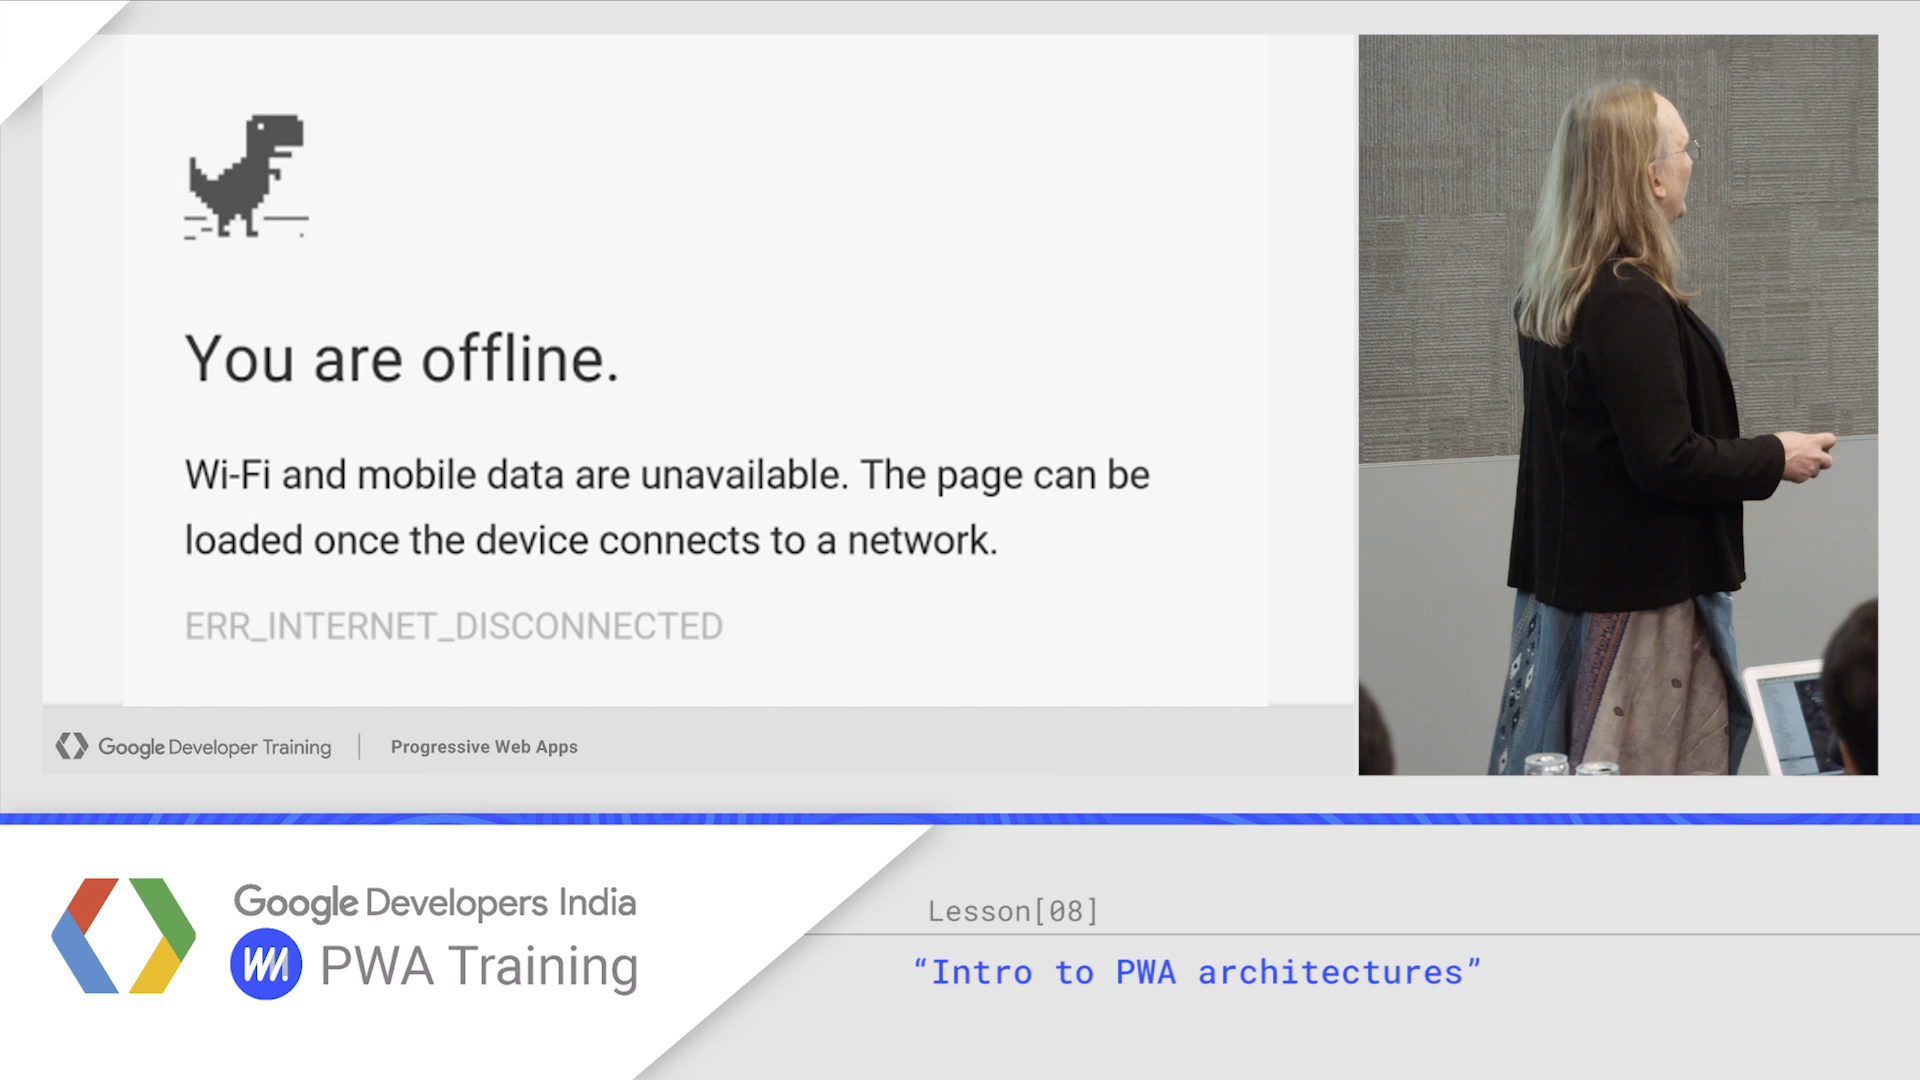 You are offline.
Wi-Fi and mobile data are unavailable. The page can be
loaded once the device connects to a network.
ERR_INTERNET_DISCONNECTED
Google Developer Training | Progressive Web Apps
Google Developers India
PWA Training
Lesson[08]
“Intro to PWA architectures”